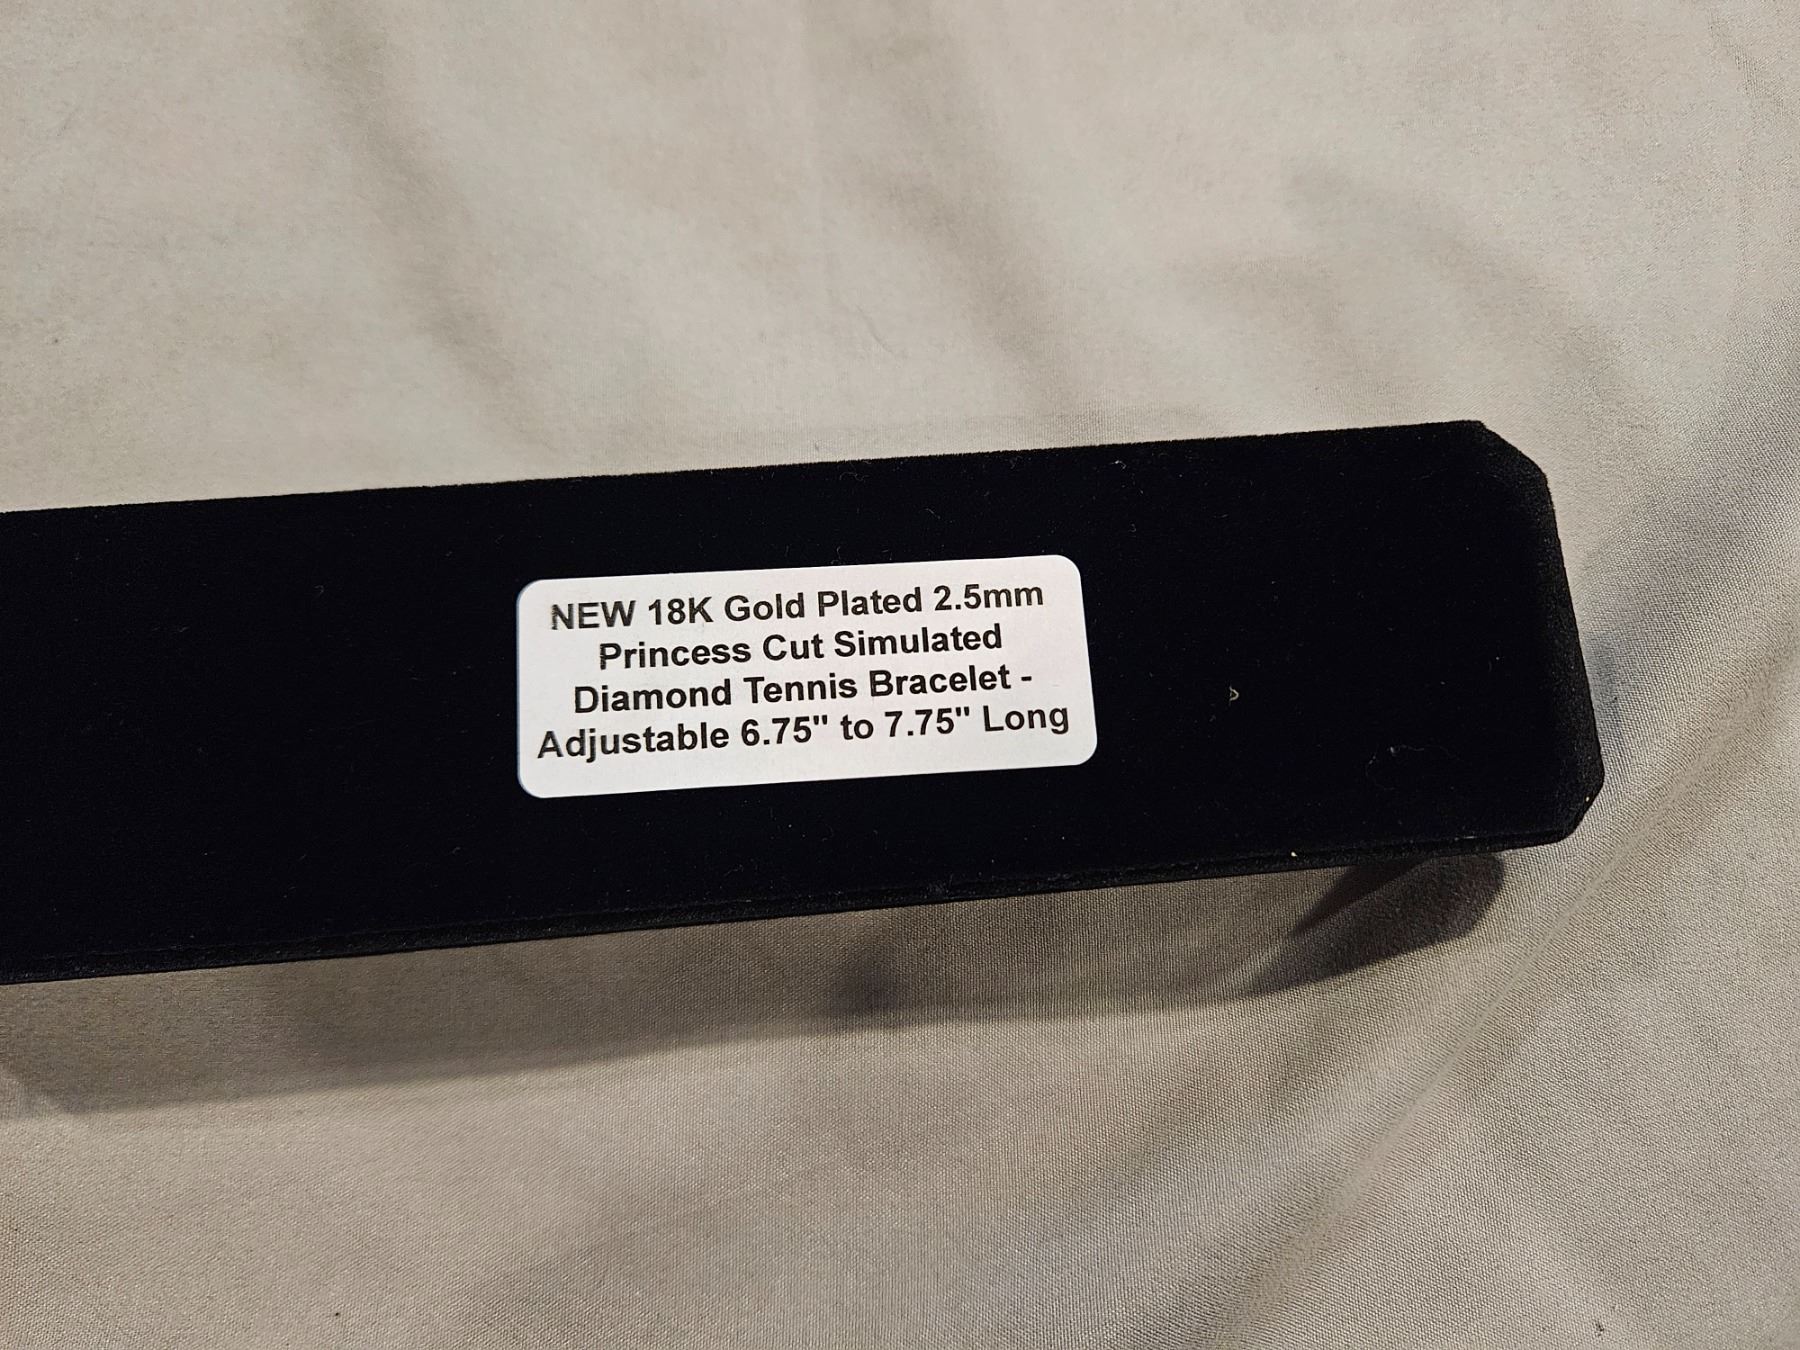 NEW 18K Gold Plated 2.5mm
Princess Cut Simulated
Diamond Tennis Bracelet -
Adjustable 6.75" to 7.75" Long